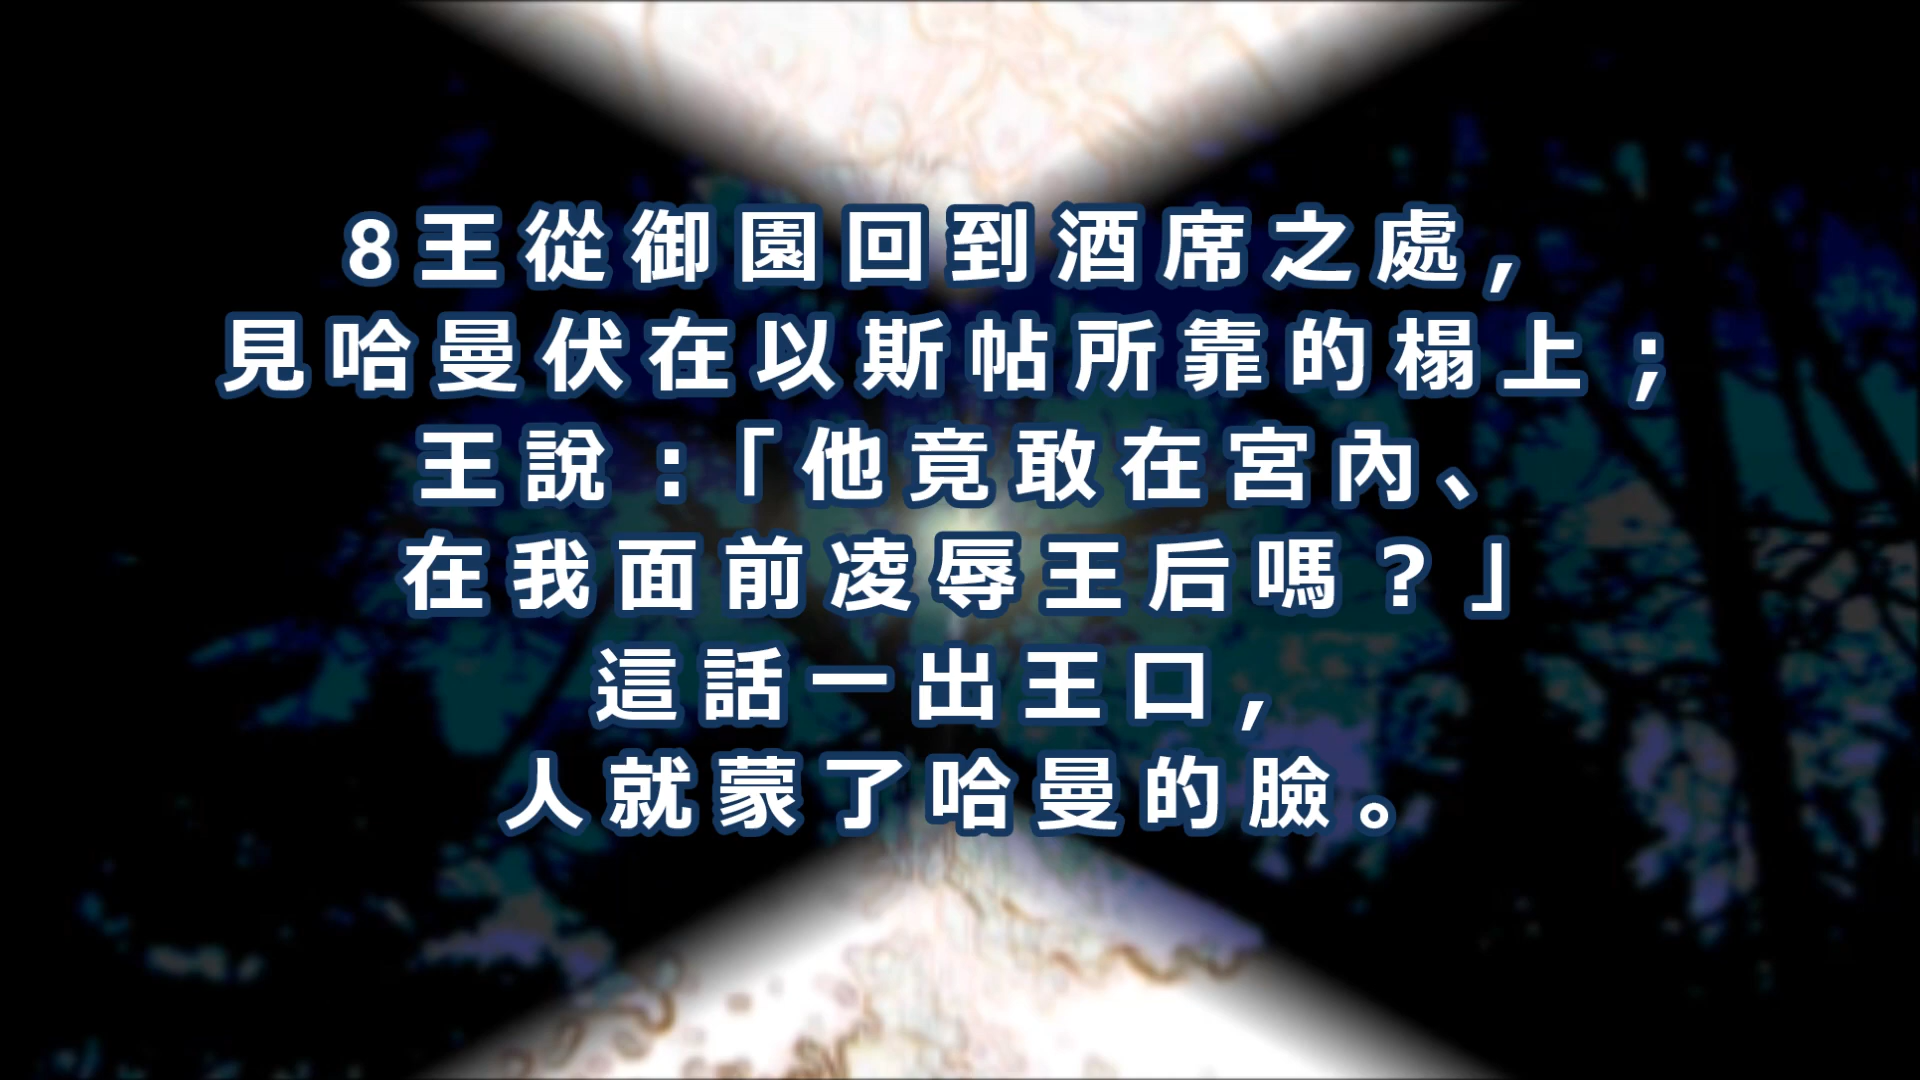 8王從御園回到酒席之處,
見哈曼伏在以斯帖所靠的榻上;
王說:「他竟敢在宮內、
在我面前凌辱王后嗎?」
這話一出王口,
人就蒙了哈曼的臉。